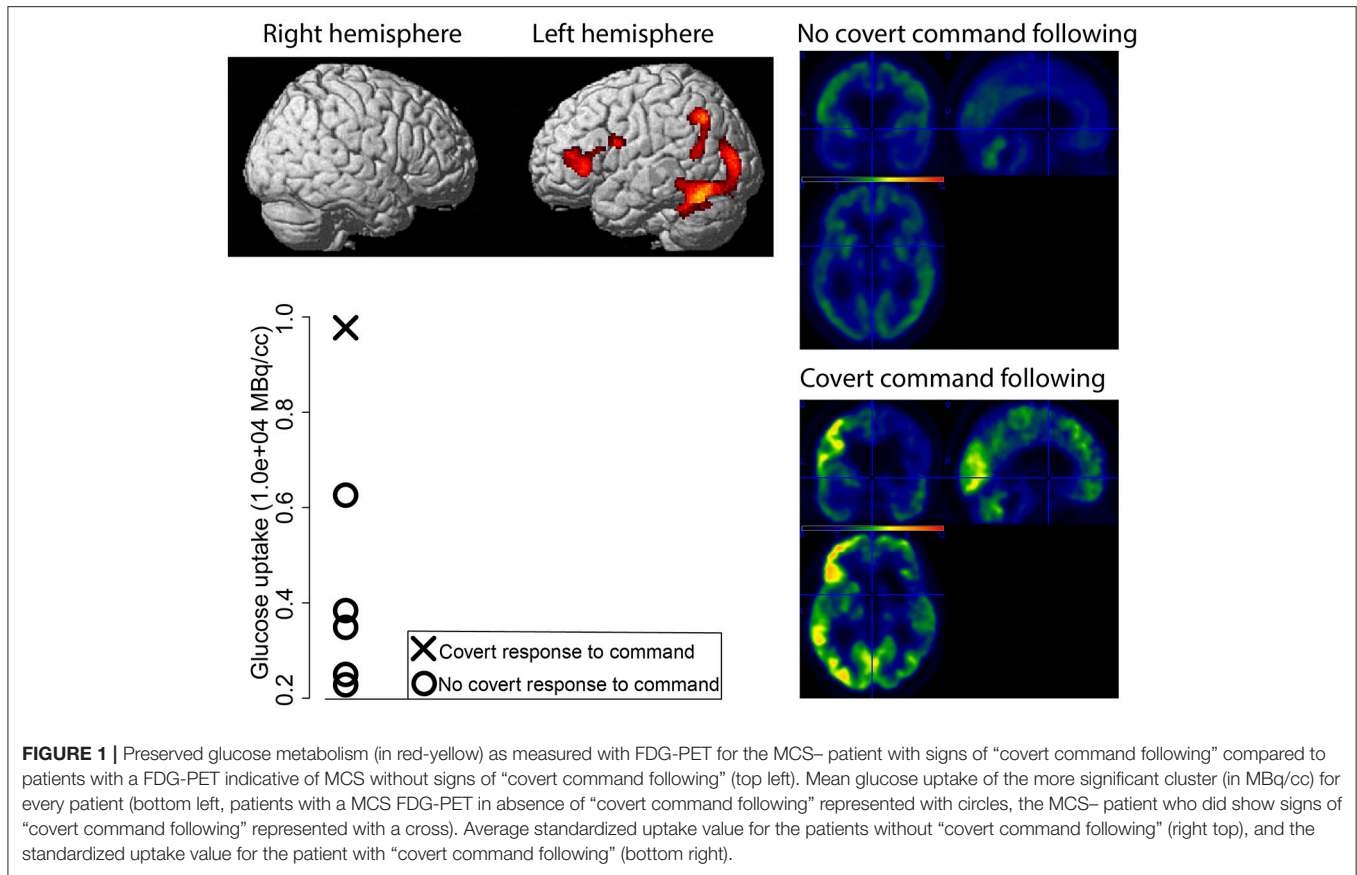 Right hemisphere
Left hemisphere
No covert command following
Glucose uptake (1.0e+04 MBq/cc)
1.0
0.8
0.6
0.4
0.2
Covert response to command
No covert response to command
Covert command following
FIGURE 1 | Preserved glucose metabolism (in red-yellow) as measured with FDG-PET for the MCS– patient with signs of “covert command following” compared to
patients with a FDG-PET indicative of MCS without signs of “covert command following” (top left). Mean glucose uptake of the more significant cluster (in MBq/cc) for
every patient (bottom left, patients with a MCS FDG-PET in absence of “covert command following” represented with circles, the MCS– patient who did show signs of
“covert command following” represented with a cross). Average standardized uptake value for the patients without “covert command following” (right top), and the
standardized uptake value for the patient with “covert command following” (bottom right).